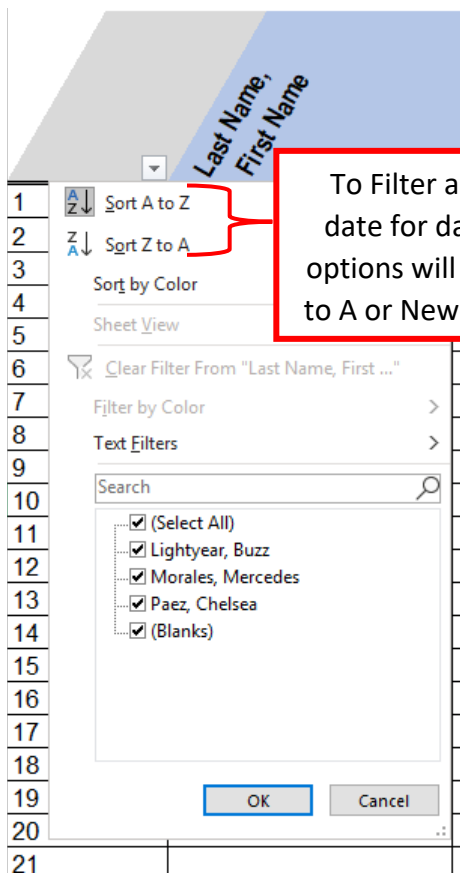 Last Name,
First Name
To Filter a
date for da
options will
to A or New
1
Sort A to Z
2
Sort Z to A
3
Sort by Color
4
Sheet View
5
6
Clear Filter From "Last Name, First ..."
7
Filter by Color
8
Text Filters
9
Search
10
(Select All)
11
Lightyear, Buzz
12
Morales, Mercedes
13
Paez, Chelsea
14
(Blanks)
15
16
17
18
19
OK Cancel
20
21